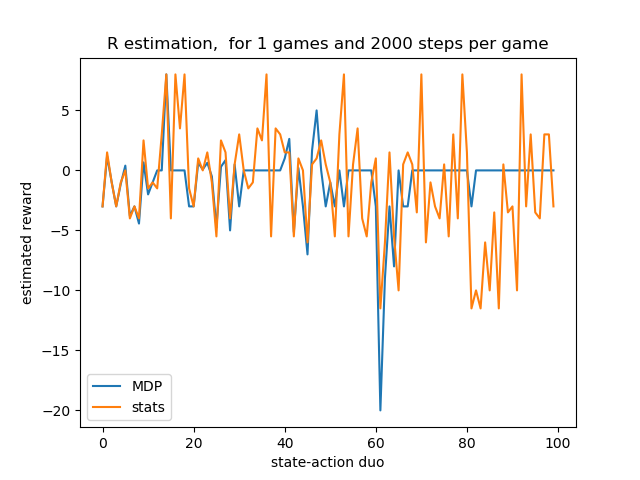 R estimation,  for 1 games and 2000 steps per game
estimated reward
5
0
−5
−10
−15
−20
MDP
stats
0 20 40 60 80 100
state-action duo